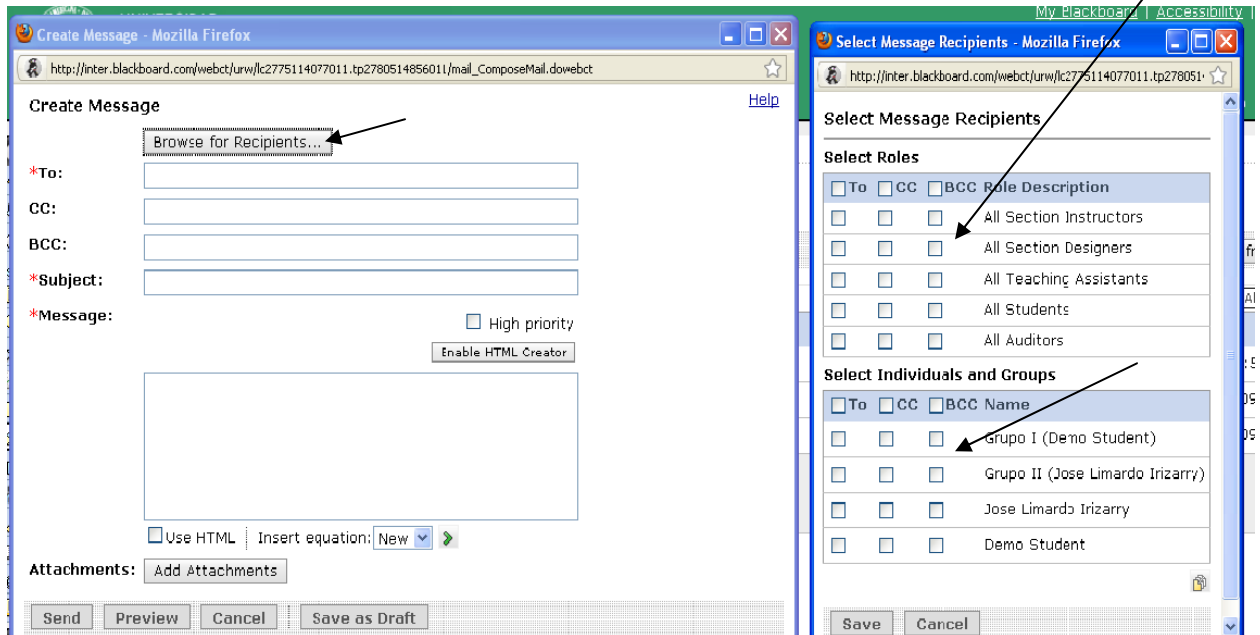 My Blackboard | Accessibility |
Create Message - Mozilla Firefox
http://inter.blackboard.com/webct/urw/lc2775114077011.tp2780514856011/mail_ComposeMail.dowebct
Create Message
Help
Browse for Recipients...
*To:
CC:
BCC:
*Subject:
*Message:
High priority
Enable HTML Creator
Use HTML
Insert equation: New
Attachments: Add Attachments
Send Preview Cancel Save as Draft
Select Message Recipients - Mozilla Firefox
http://inter.blackboard.com/webct/urw/lc2775114077011.tp278051
Select Message Recipients
Select Roles
To CC BCC Role Description
All Section Instructors
All Section Designers
All Teaching Assistants
All Students
All Auditors
Select Individuals and Groups
To CC BCC Name
Grupo I (Demo Student)
Grupo II (Jose Limardo Irizarry)
Jose Limardo Irizarry
Demo Student
Save Cancel